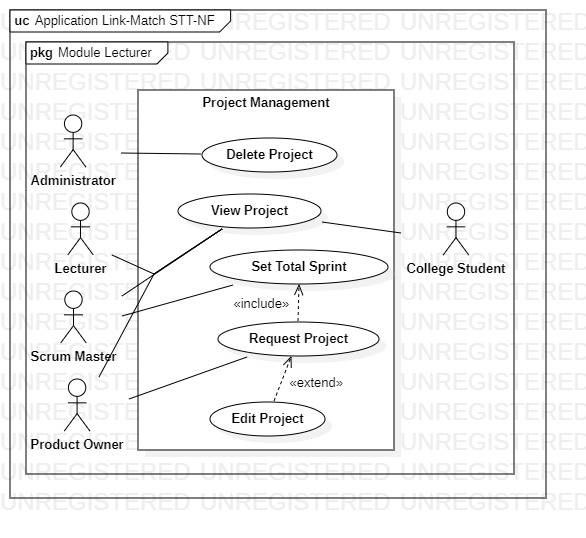 uc Application Link-Match STT-NF
pkg Module Lecturer
Project Management
Administrator
Delete Project
View Project
Lecturer
Set Total Sprint
College Student
«include»
Scrum Master
Request Project
«extend»
Edit Project
Product Owner
UNREGISTERED